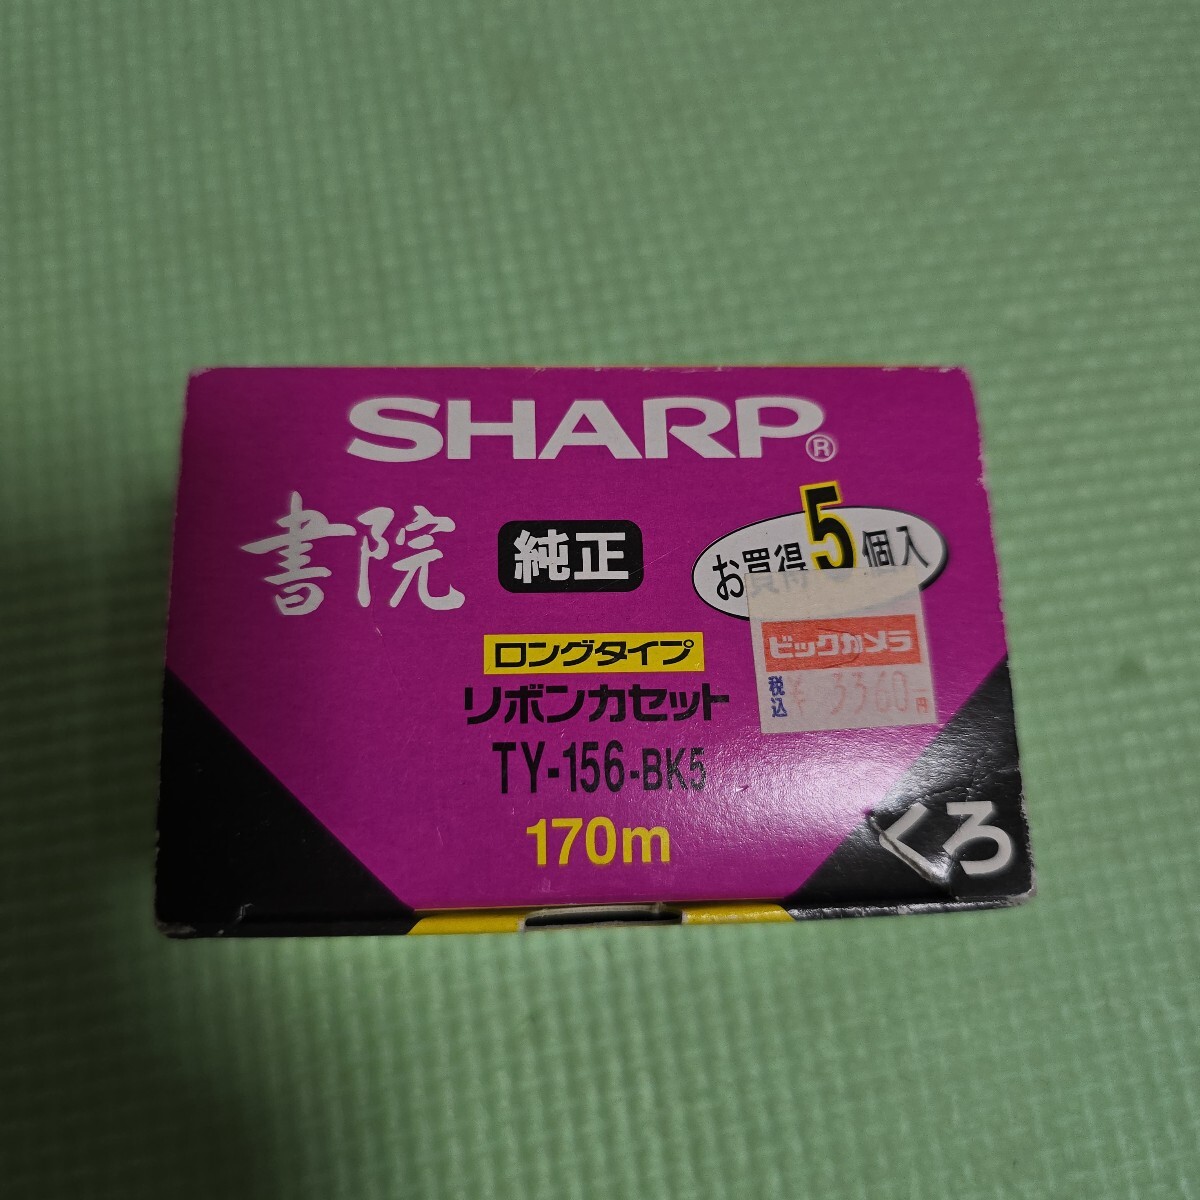 SHARP®
書院 純正 お買得5個入
ロングタイプ
ビックカメラ
リボンカセット
税込 ¥ 3360円
TY-156-BK5
170m
くろ